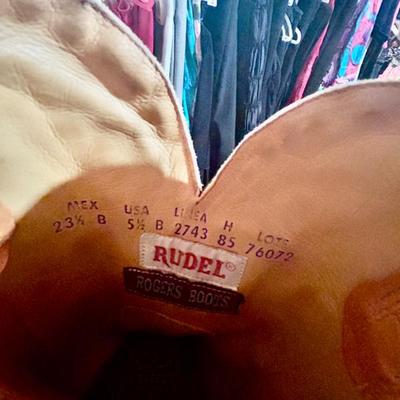 MEX USA LINEA H LOTE
23½ B 5½ B 2743 85 76072
RUDEL®
ROGERS BOOTS